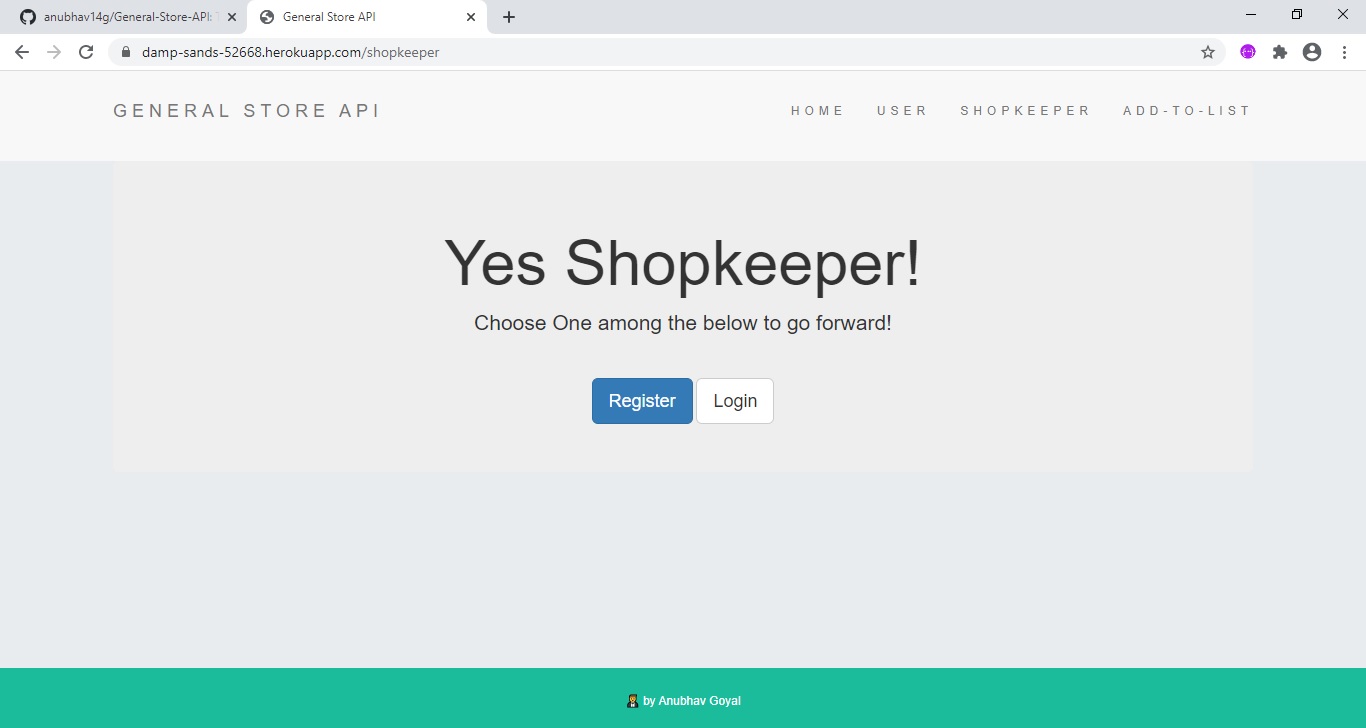 anubhav14g/General-Store-API:
General Store API
damp-sands-52668.herokuapp.com/shopkeeper
GENERAL STORE API
HOME USER SHOPKEEPER ADD-TO-LIST
Yes Shopkeeper!
Choose One among the below to go forward!
Register Login
by Anubhav Goyal